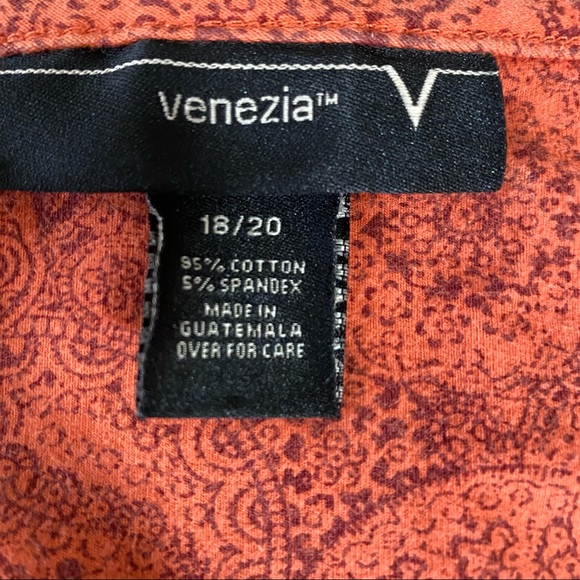 venezia™
V
18/20
95% COTTON
5% SPANDEX
MADE IN
GUATEMALA
OVER FOR CARE